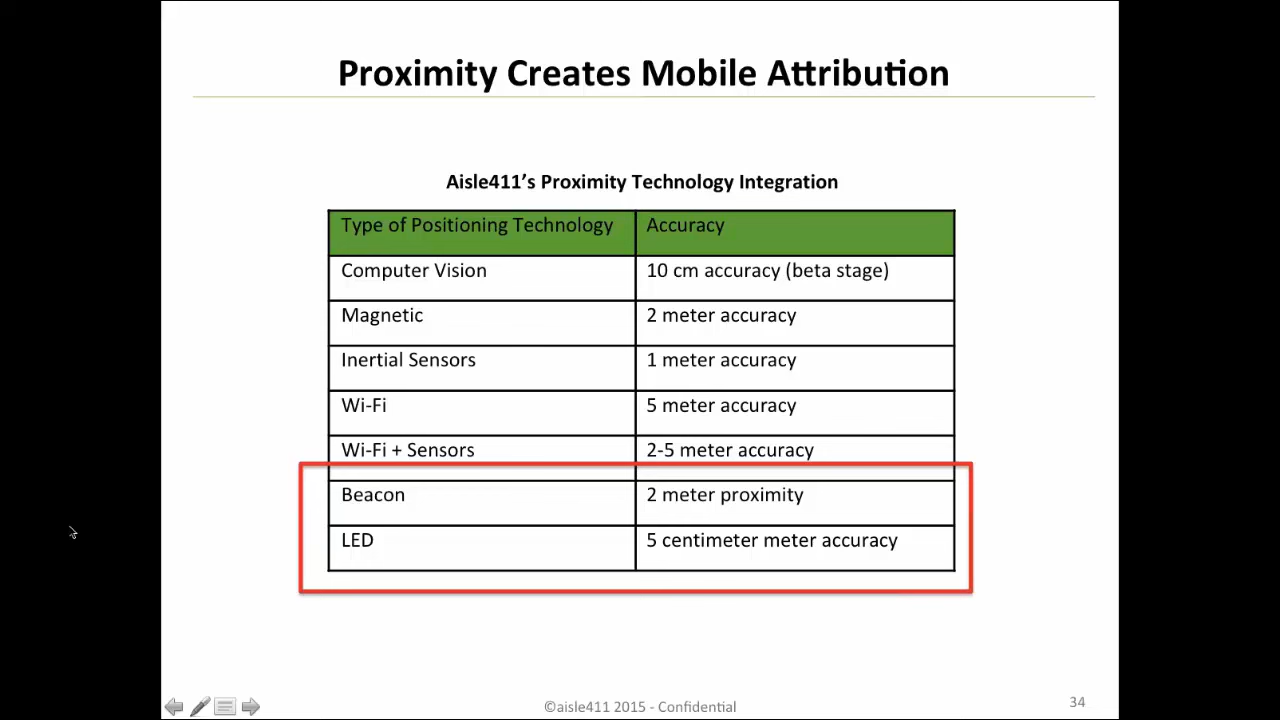 Proximity Creates Mobile Attribution
Aisle411’s Proximity Technology Integration
Type of Positioning Technology Accuracy
Computer Vision 10 cm accuracy (beta stage)
Magnetic 2 meter accuracy
Inertial Sensors 1 meter accuracy
Wi-Fi 5 meter accuracy
Wi-Fi + Sensors 2-5 meter accuracy
Beacon 2 meter proximity
LED 5 centimeter meter accuracy
©aisle411 2015 - Confidential
34